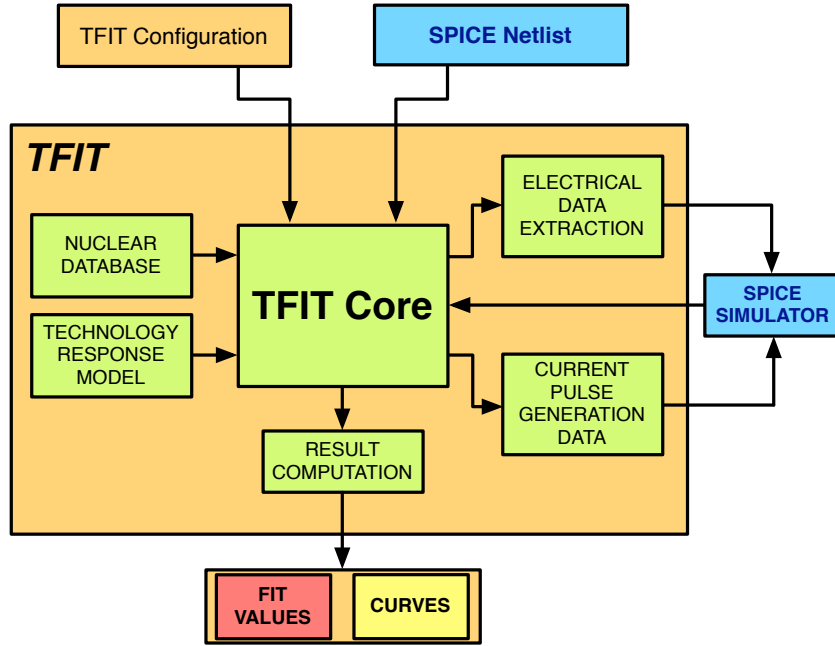 TFIT Configuration
SPICE Netlist
TFIT
ELECTRICAL
DATA
EXTRACTION
NUCLEAR
DATABASE
TFIT Core
SPICE
SIMULATOR
TECHNOLOGY
RESPONSE
MODEL
CURRENT
PULSE
GENERATION
DATA
RESULT
COMPUTATION
FIT
VALUES
CURVES